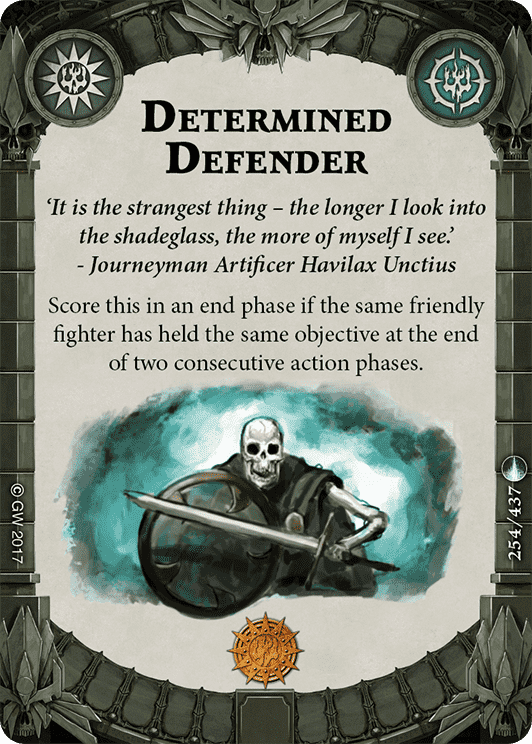 Determined
Defender
‘It is the strangest thing – the longer I look into
the shadeglass, the more of myself I see.’
- Journeyman Artificer Havilax Unctius
Score this in an end phase if the same friendly
fighter has held the same objective at the end
of two consecutive action phases.
© GW 2017
254/437